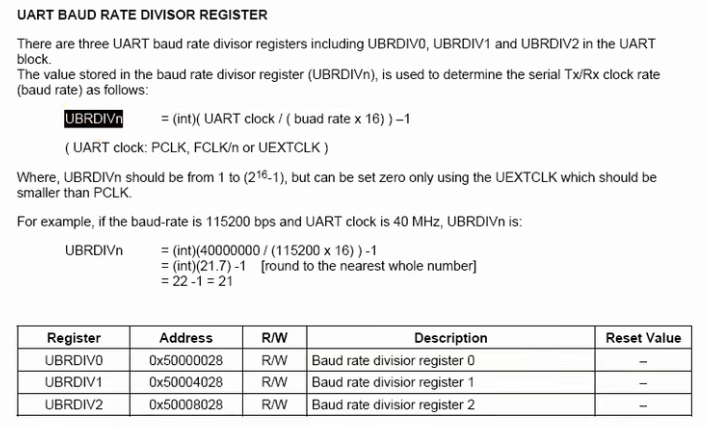 UART BAUD RATE DIVISOR REGISTER
There are three UART baud rate divisor registers including UBRDIV0, UBRDIV1 and UBRDIV2 in the UART
block.
The value stored in the baud rate divisor register (UBRDIVn), is used to determine the serial Tx/Rx clock rate
(baud rate) as follows:
UBRDIVn = (int)( UART clock / ( buad rate x 16) ) –1
( UART clock: PCLK, FCLK/n or UEXTCLK )
Where, UBRDIVn should be from 1 to (2¹⁶-1), but can be set zero only using the UEXTCLK which should be
smaller than PCLK.
For example, if the baud-rate is 115200 bps and UART clock is 40 MHz, UBRDIVn is:
UBRDIVn = (int)(40000000 / (115200 x 16) ) -1
= (int)(21.7) -1 [round to the nearest whole number]
= 22 -1 = 21
Register Address R/W Description Reset Value
UBRDIV0 0x50000028 R/W Baud rate divisior register 0 –
UBRDIV1 0x50004028 R/W Baud rate divisior register 1 –
UBRDIV2 0x50008028 R/W Baud rate divisior register 2 –